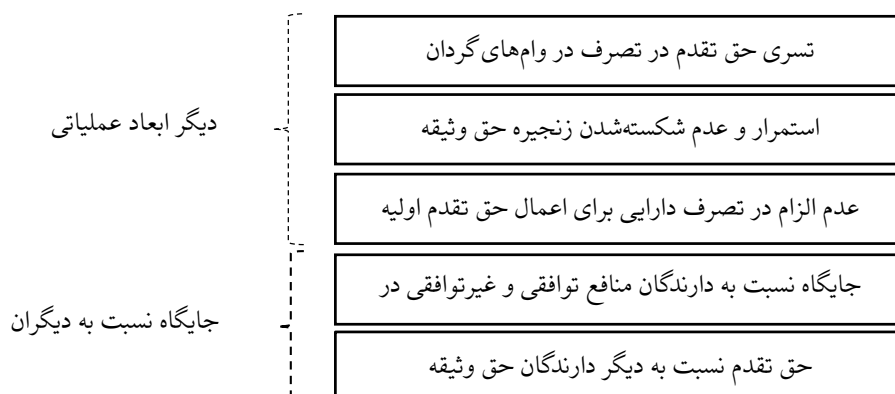 تسری حق تقدم در تصرف در وام‌های گردان
دیگر ابعاد عملیاتی
استمرار و عدم شکسته‌شدن زنجیره حق وثیقه
عدم الزام در تصرف دارایی برای اعمال حق تقدم اولیه
جایگاه نسبت به دارندگان منافع توافقی و غیرتوافقی در
جایگاه نسبت به دیگران
حق تقدم نسبت به دیگر دارندگان حق وثیقه